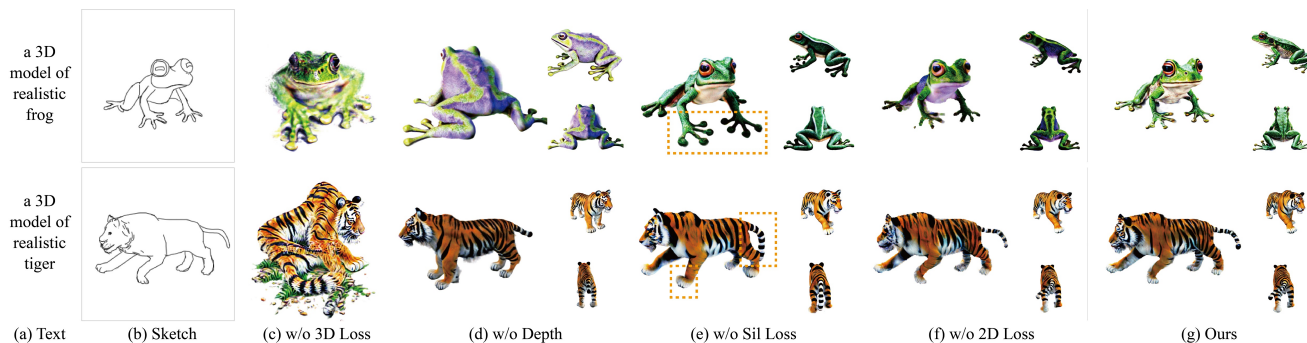 a 3D
model of
realistic
frog
a 3D
model of
realistic
tiger
(a) Text
(b) Sketch
(c) w/o 3D Loss
(d) w/o Depth
(e) w/o Sil Loss
(f) w/o 2D Loss
(g) Ours